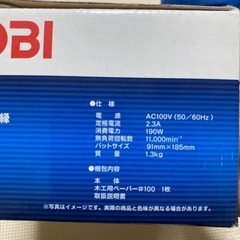 OBI
縁
●仕様
電源 AC100V(50/60Hz)
定格電流 2.3A
消費電力 190W
無負荷回転数 11,000min⁻¹
パットサイズ 91mm×185mm
質量 1.3kg
●梱包内容
本体
木工用ペーパー#100 1枚
取扱説明書
※写真はイメージです。実際の商品と色味が異なる場合があります。